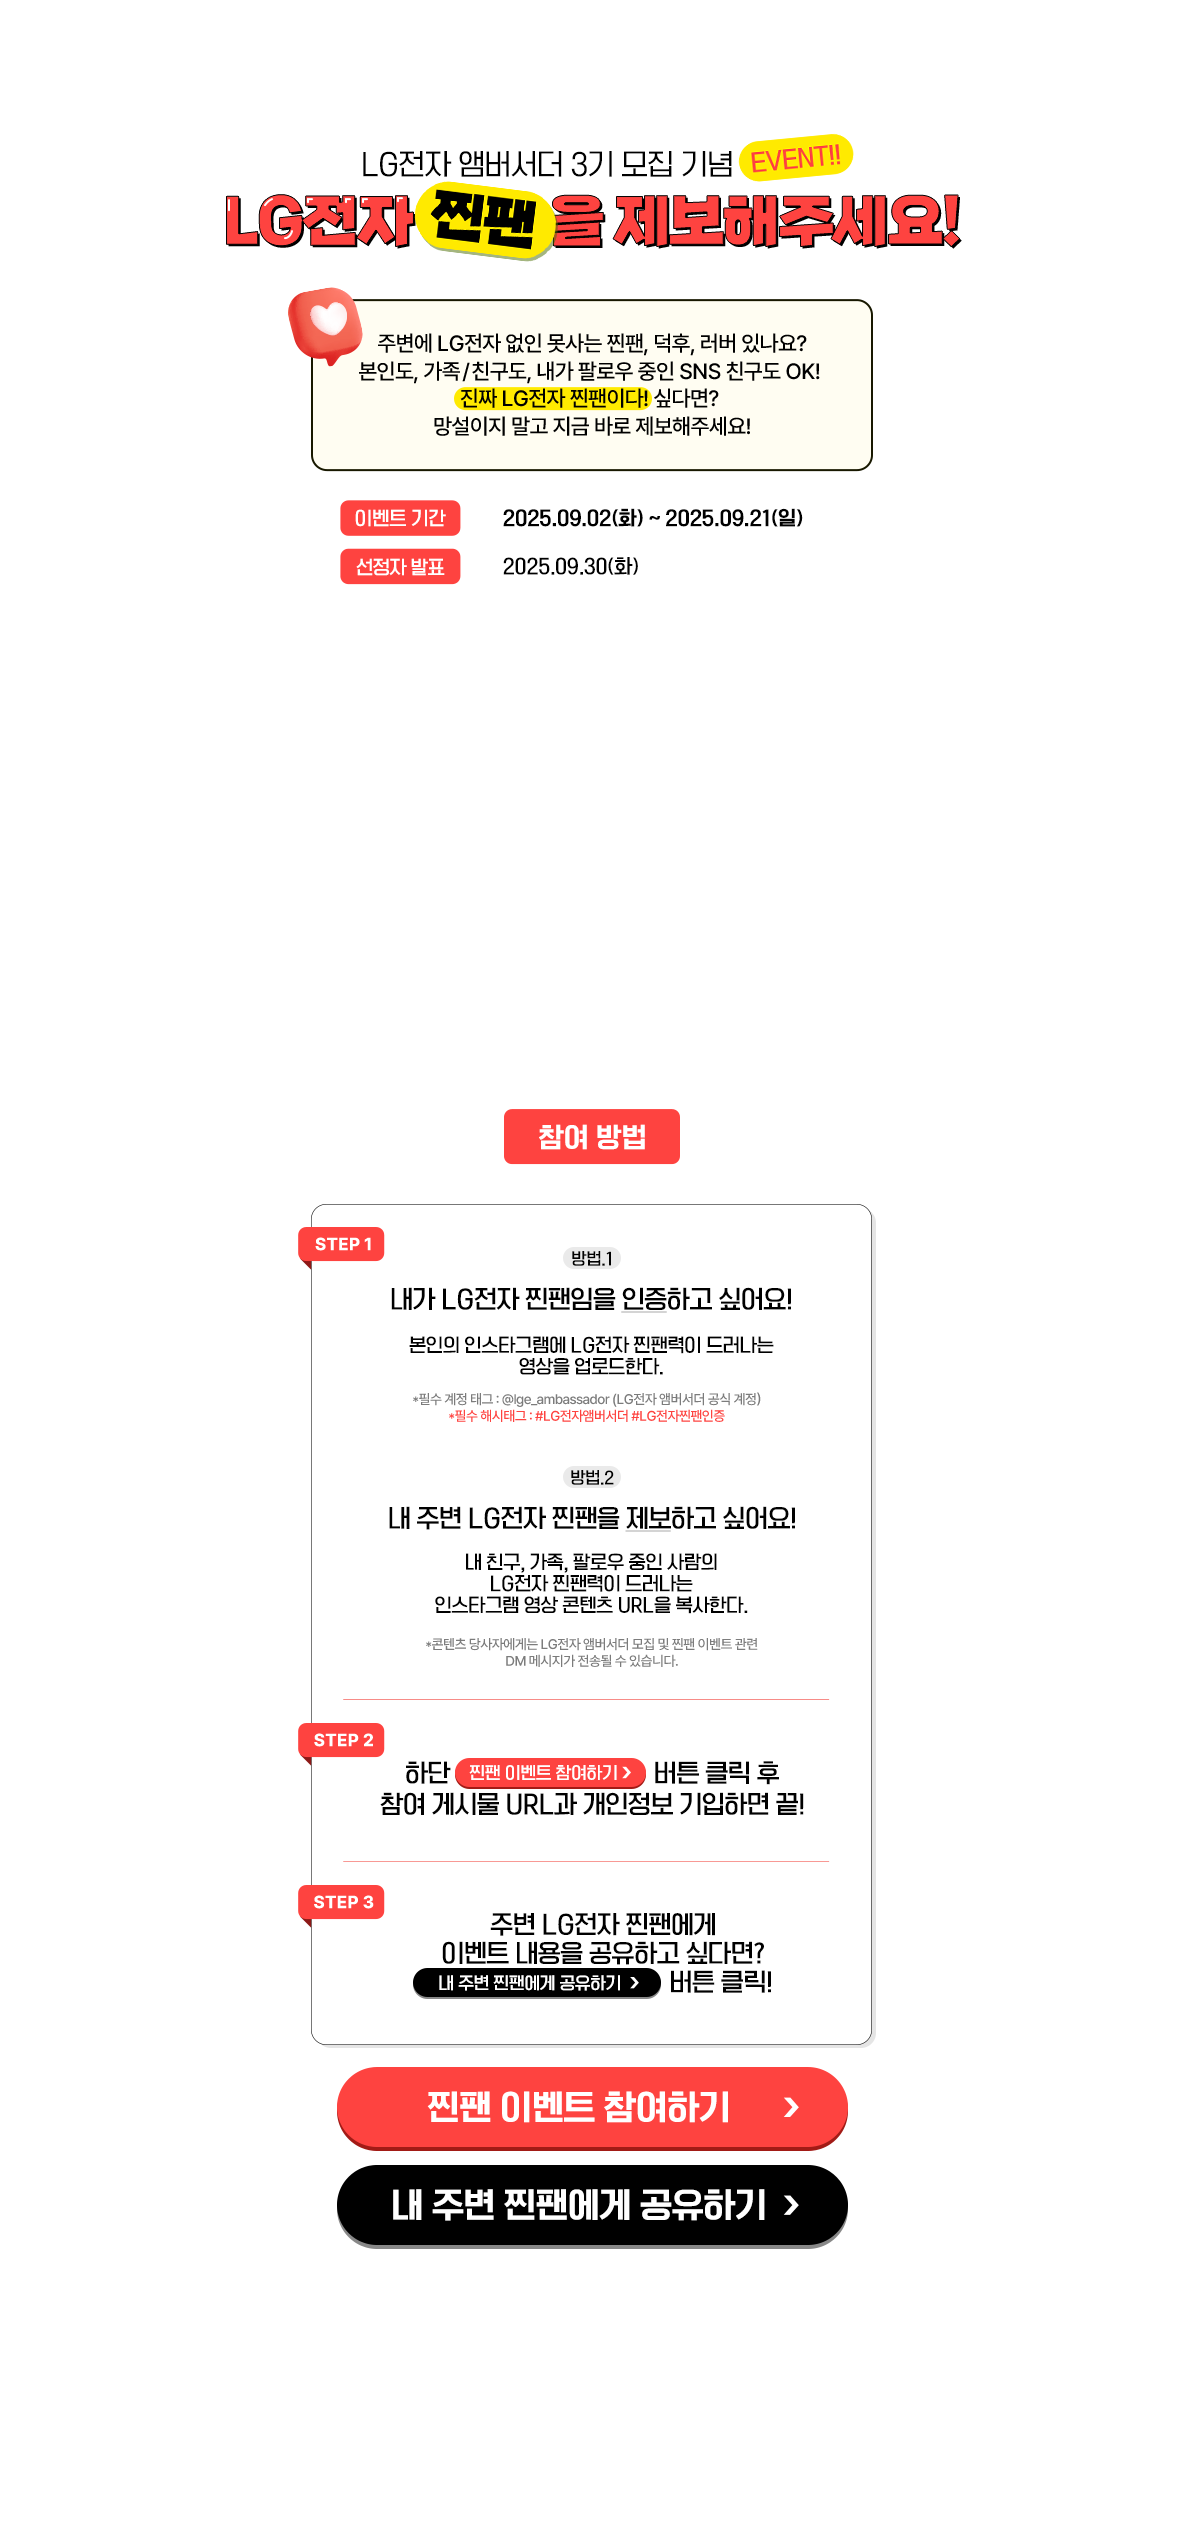 LG전자 앰버서더 3기 모집 기념 EVENT!!
LG전자 찐팬을 제보해주세요!
주변에 LG전자 없인 못사는 찐팬, 덕후, 러버 있나요?
본인도, 가족/친구도, 내가 팔로우 중인 SNS 친구도 OK!
진짜 LG전자 찐팬이다! 싶다면?
망설이지 말고 지금 바로 제보해주세요!
이벤트 기간 2025.09.02(화) ~ 2025.09.21(일)
선정자 발표 2025.09.30(화)
참여 방법
STEP 1
방법.1
내가 LG전자 찐팬임을 인증하고 싶어요!
본인의 인스타그램에 LG전자 찐팬력이 드러나는
영상을 업로드한다.
*필수 계정 태그 : @lge_ambassador (LG전자 앰버서더 공식 계정)
*필수 해시태그 : #LG전자앰버서더 #LG전자찐팬인증
방법.2
내 주변 LG전자 찐팬을 제보하고 싶어요!
내 친구, 가족, 팔로우 중인 사람의
LG전자 찐팬력이 드러나는
인스타그램 영상 콘텐츠 URL을 복사한다.
*콘텐츠 당사자에게는 LG전자 앰버서더 모집 및 찐팬 이벤트 관련
DM 메시지가 전송될 수 있습니다.
STEP 2
하단 찐팬 이벤트 참여하기 > 버튼 클릭 후
참여 게시물 URL과 개인정보 기입하면 끝!
STEP 3
주변 LG전자 찐팬에게
이벤트 내용을 공유하고 싶다면?
내 주변 찐팬에게 공유하기 > 버튼 클릭!
찐팬 이벤트 참여하기 >
내 주변 찐팬에게 공유하기 >